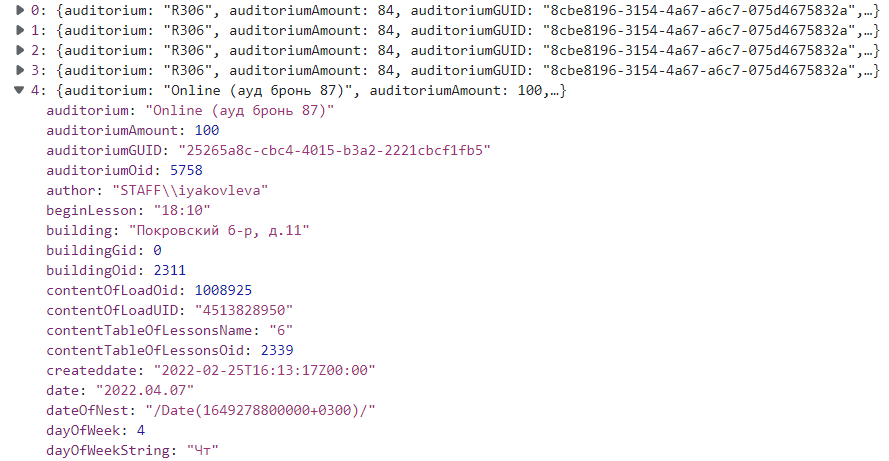 0: {auditorium: "R306", auditoriumAmount: 84, auditoriumGUID: "8cbe8196-3154-4a67-a6c7-075d4675832a",…}
1: {auditorium: "R306", auditoriumAmount: 84, auditoriumGUID: "8cbe8196-3154-4a67-a6c7-075d4675832a",…}
2: {auditorium: "R306", auditoriumAmount: 84, auditoriumGUID: "8cbe8196-3154-4a67-a6c7-075d4675832a",…}
3: {auditorium: "R306", auditoriumAmount: 84, auditoriumGUID: "8cbe8196-3154-4a67-a6c7-075d4675832a",…}
4: {auditorium: "Online (ауд бронь 87)", auditoriumAmount: 100,…}
auditorium: "Online (ауд бронь 87)"
auditoriumAmount: 100
auditoriumGUID: "25265a8c-cbc4-4015-b3a2-2221cbcf1fb5"
auditoriumOid: 5758
author: "STAFF\\iyakovleva"
beginLesson: "18:10"
building: "Покровский б-р, д.11"
buildingGid: 0
buildingOid: 2311
contentOfLoadOid: 1008925
contentOfLoadUID: "4513828950"
contentTableOfLessonsName: "6"
contentTableOfLessonsOid: 2339
createddate: "2022-02-25T16:13:17Z00:00"
date: "2022.04.07"
dateOfNest: "/Date(1649278800000+0300)/"
dayOfWeek: 4
dayOfWeekString: "Чт"